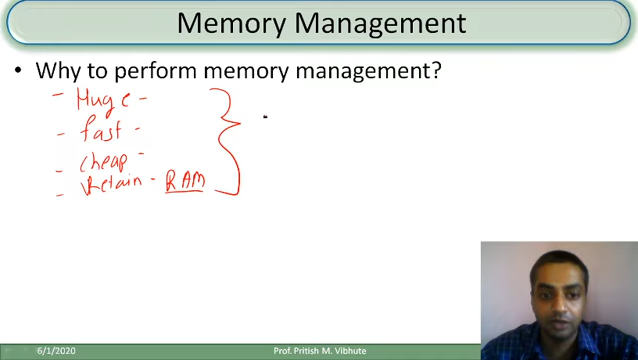 Memory Management
• Why to perform memory management?
- Huge -
- fast -
- cheap -
- Retain - RAM
6/1/2020
Prof. Pritish M. Vibhute